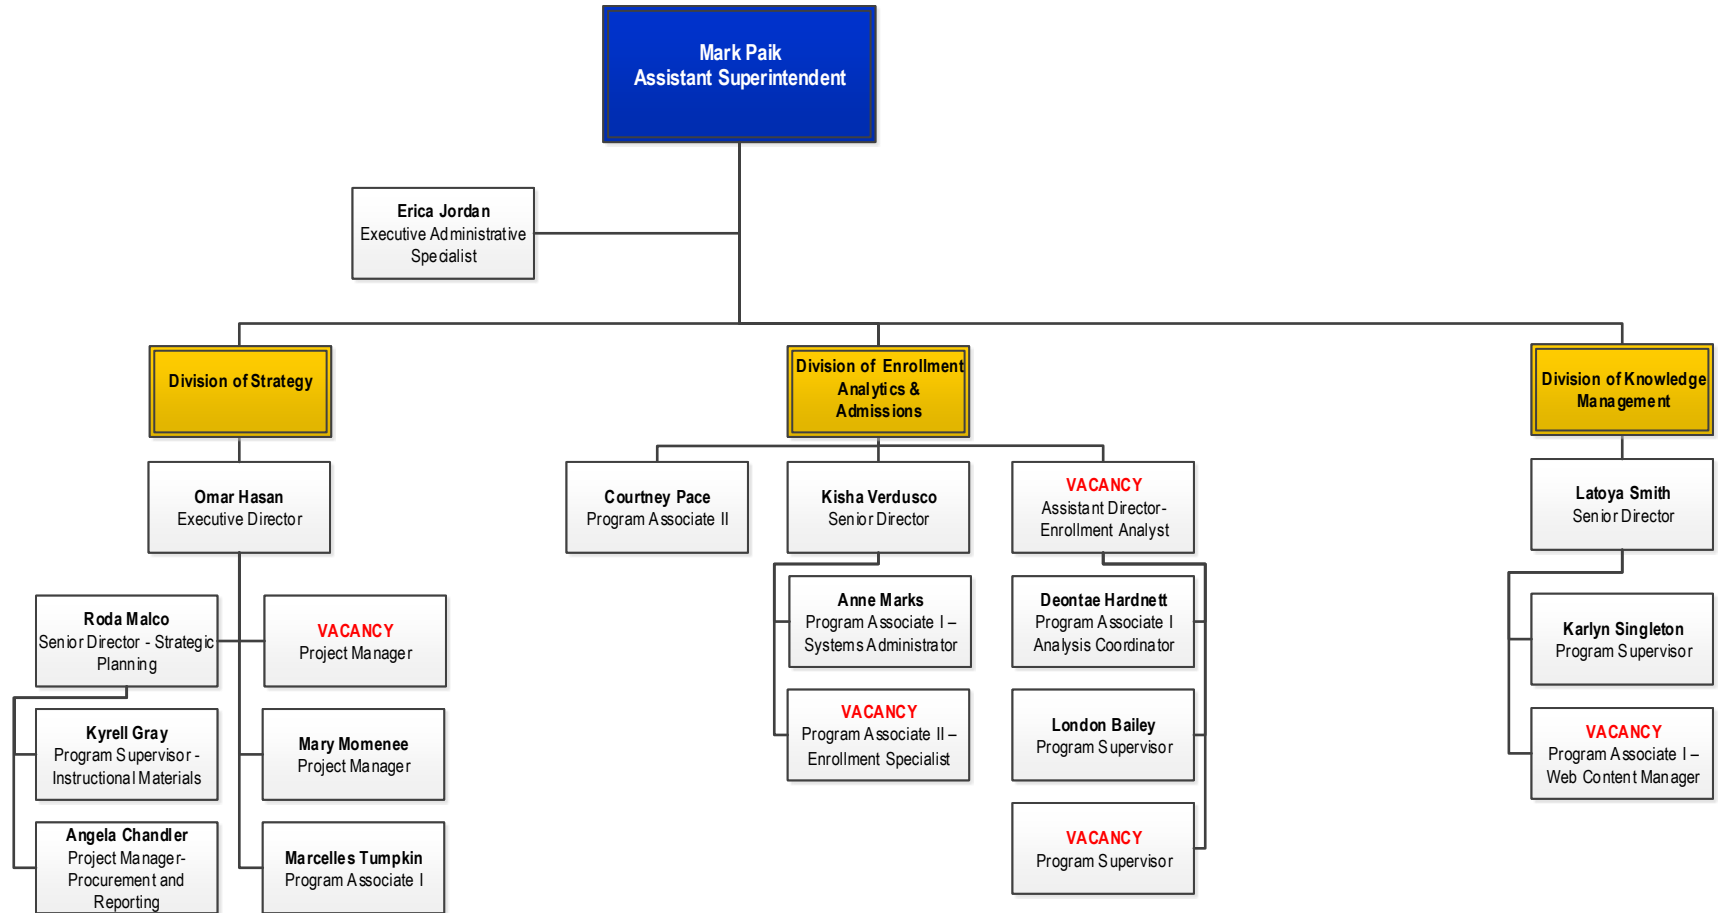 Mark Paik
Assistant Superintendent
Erica Jordan
Executive Administrative
Specialist
Division of Strategy
Division of Enrollment
Analytics &
Admissions
Division of Knowledge
Management
Omar Hasan
Executive Director
Courtney Pace
Program Associate II
Kisha Verdusco
Senior Director
VACANCY
Assistant Director-
Enrollment Analyst
Latoya Smith
Senior Director
Roda Malco
Senior Director - Strategic
Planning
VACANCY
Project Manager
Kyrell Gray
Program Supervisor -
Instructional Materials
Mary Momenee
Project Manager
Angela Chandler
Project Manager-
Procurement and
Reporting
Marcelles Tumpkin
Program Associate I
Anne Marks
Program Associate I –
Systems Administrator
VACANCY
Program Associate II –
Enrollment Specialist
Deontae Hardnett
Program Associate I
Analysis Coordinator
London Bailey
Program Supervisor
VACANCY
Program Supervisor
Karlyn Singleton
Program Supervisor
VACANCY
Program Associate I –
Web Content Manager